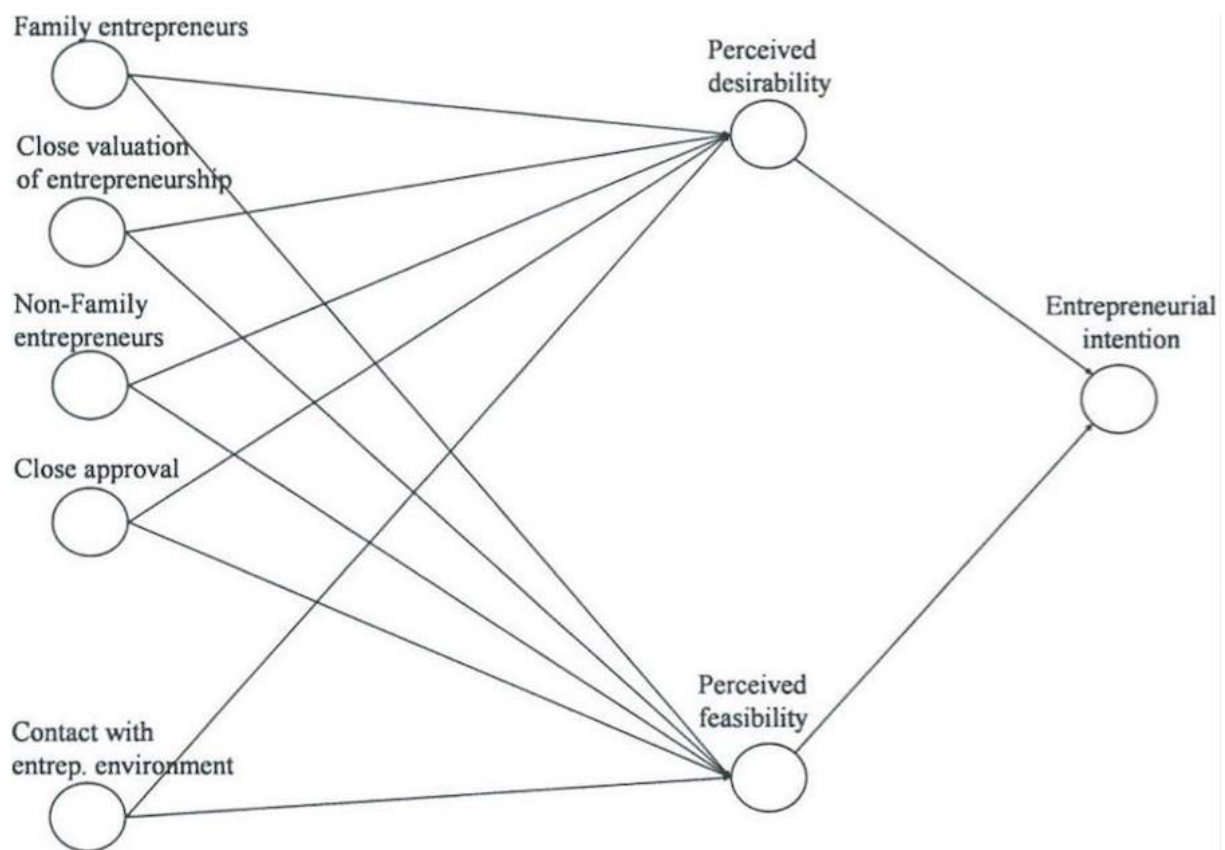 Family entrepreneurs
Perceived
desirability
Close valuation
of entrepreneurship
Non-Family
entrepreneurs
Entrepreneurial
intention
Close approval
Perceived
feasibility
Contact with
entrep. environment